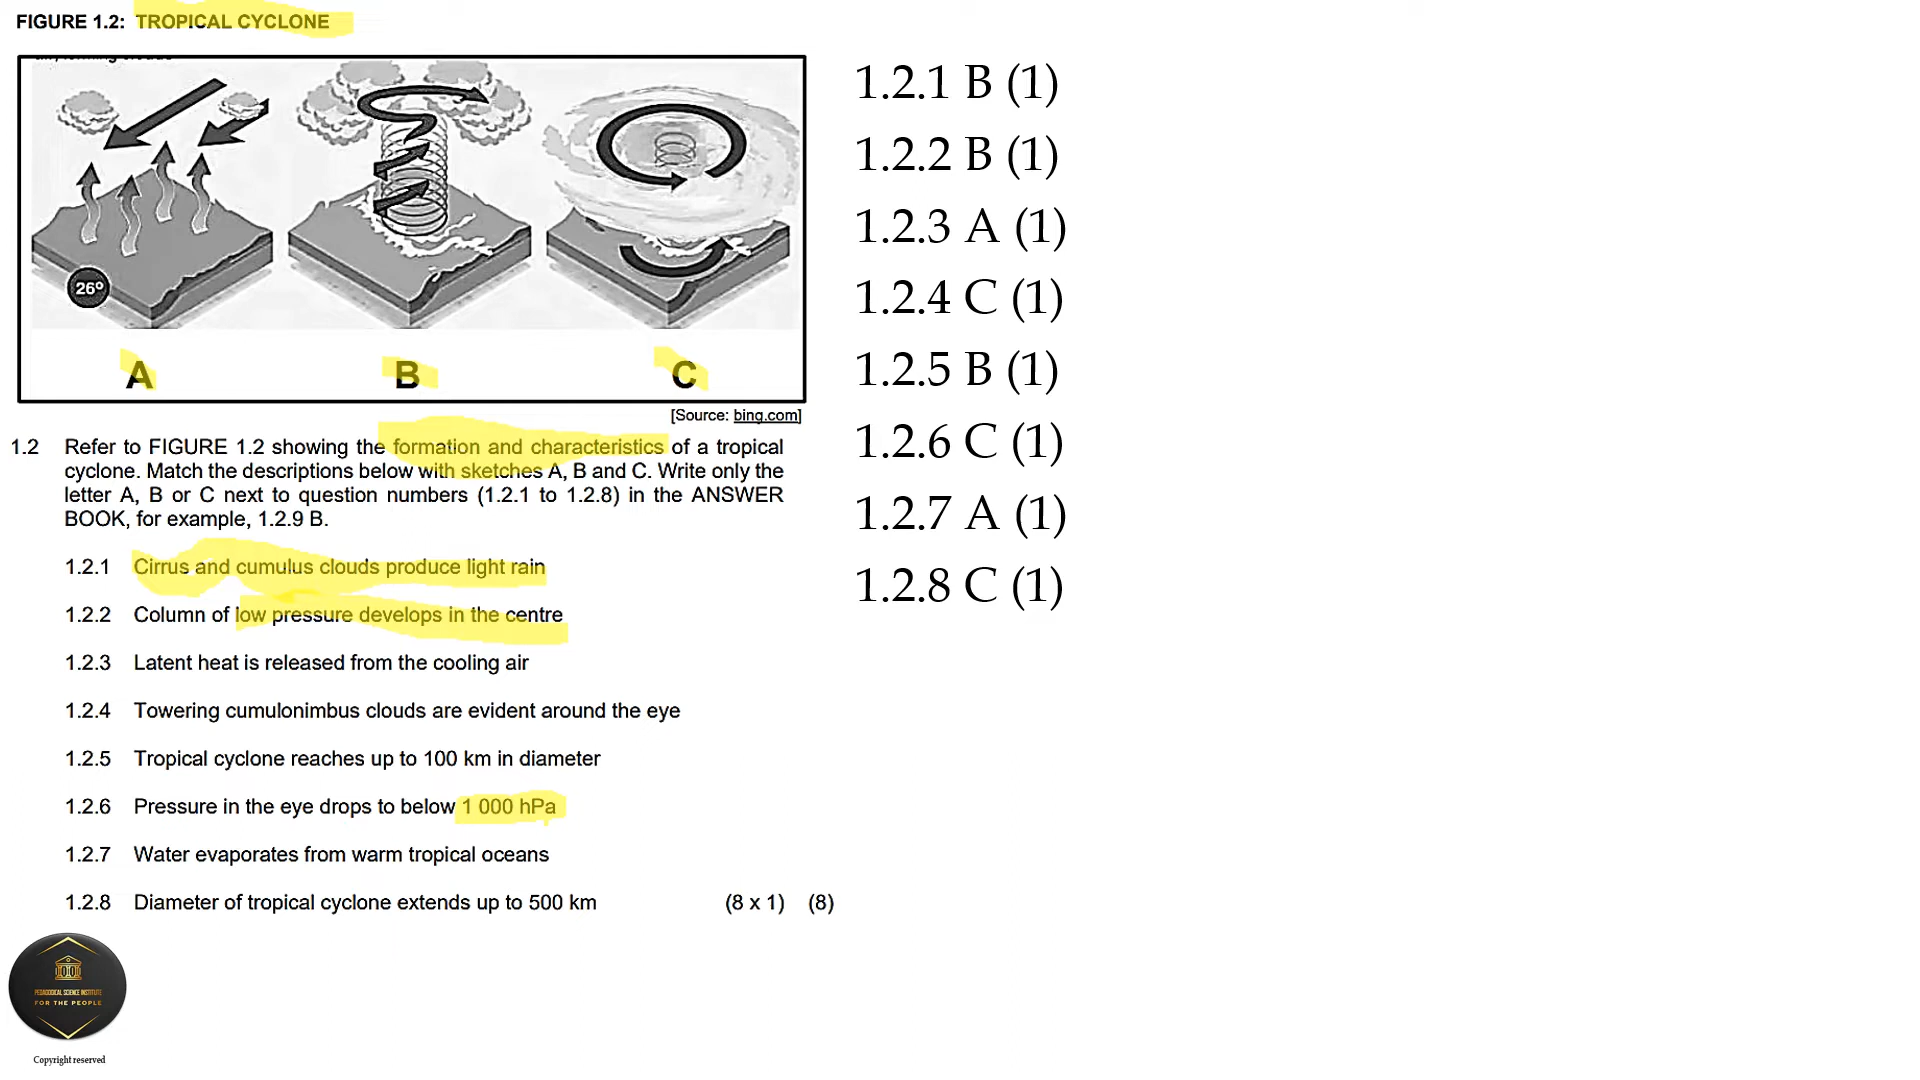 FIGURE 1.2: TROPICAL CYCLONE
26º
A B C
[Source: bing.com]
1.2 Refer to FIGURE 1.2 showing the formation and characteristics of a tropical
cyclone. Match the descriptions below with sketches A, B and C. Write only the
letter A, B or C next to question numbers (1.2.1 to 1.2.8) in the ANSWER
BOOK, for example, 1.2.9 B.
1.2.1 Cirrus and cumulus clouds produce light rain
1.2.2 Column of low pressure develops in the centre
1.2.3 Latent heat is released from the cooling air
1.2.4 Towering cumulonimbus clouds are evident around the eye
1.2.5 Tropical cyclone reaches up to 100 km in diameter
1.2.6 Pressure in the eye drops to below 1 000 hPa
1.2.7 Water evaporates from warm tropical oceans
1.2.8 Diameter of tropical cyclone extends up to 500 km (8 x 1) (8)
PEDAGOGICAL SCIENCE INSTITUTE
FOR THE PEOPLE
Copyright reserved
1.2.1 B (1)
1.2.2 B (1)
1.2.3 A (1)
1.2.4 C (1)
1.2.5 B (1)
1.2.6 C (1)
1.2.7 A (1)
1.2.8 C (1)